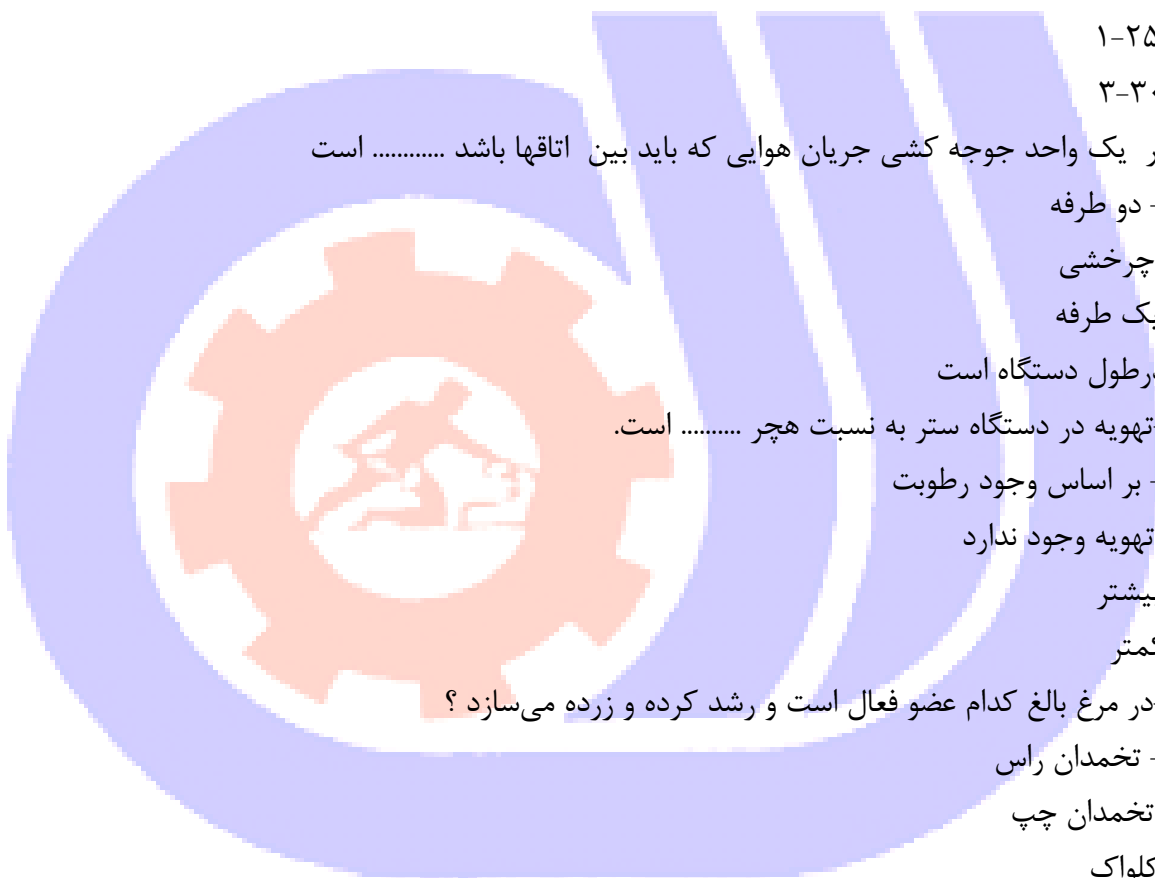 ۱-۲۵
۳-۳۰
یک واحد جوجه کشی جریان هوایی که باید بین اتاقها باشد ............ است
- دو طرفه
چرخشی
یک طرفه
درطول دستگاه است
-تهویه در دستگاه ستر به نسبت هچر .......... است.
- بر اساس وجود رطوبت
تهویه وجود ندارد
بیشتر
کمتر
در مرغ بالغ کدام عضو فعال است و رشد کرده و زرده می‌سازد ؟
- تخمدان راس
تخمدان چپ
کلواک